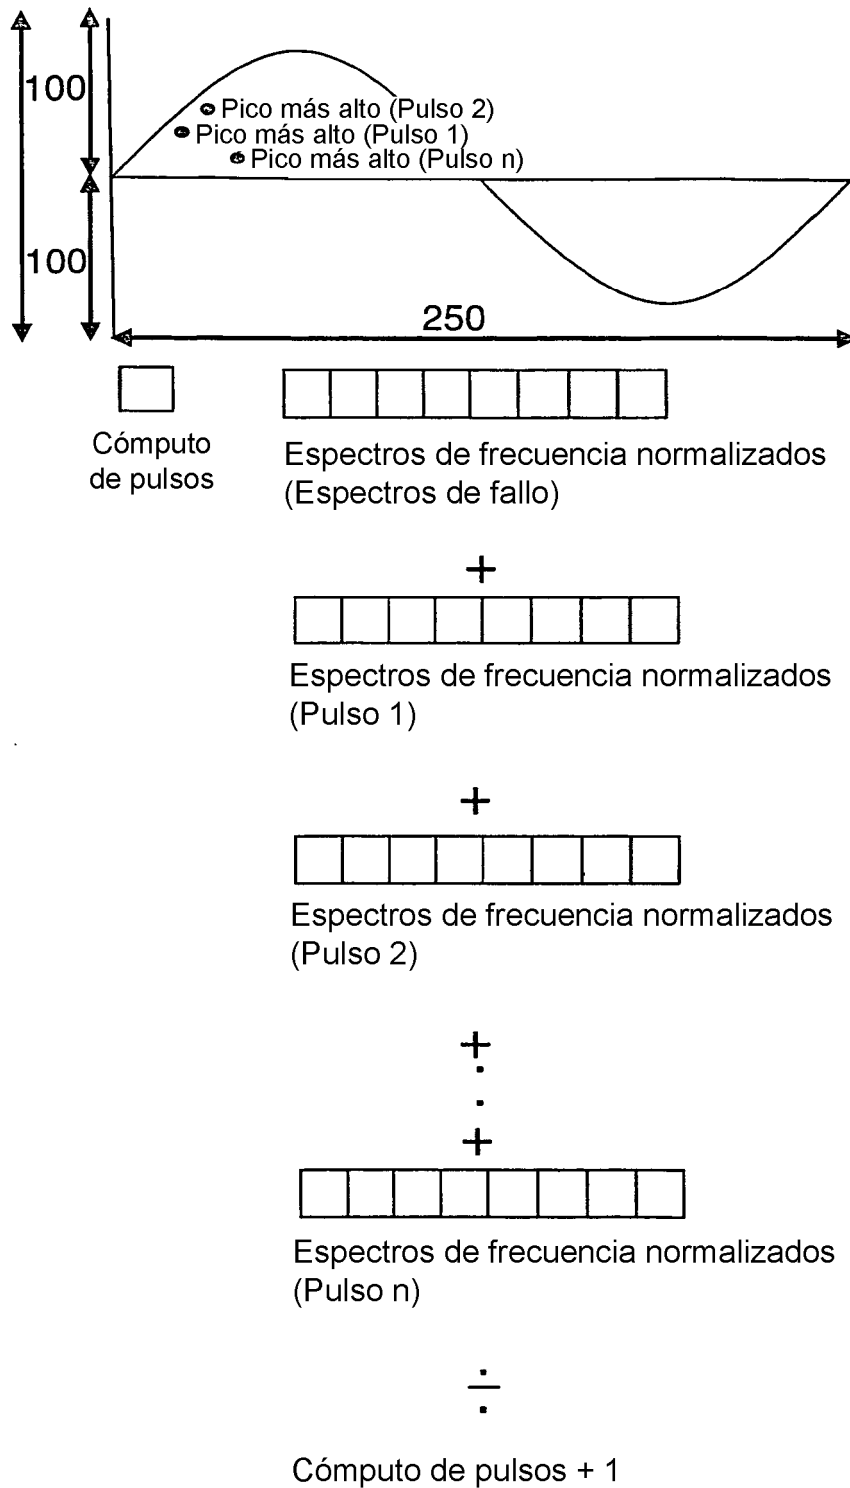 100
Pico más alto (Pulso 2)
Pico más alto (Pulso 1)
Pico más alto (Pulso n)
100
250
Cómputo
de pulsos
Espectros de frecuencia normalizados
(Espectros de fallo)
+
Espectros de frecuencia normalizados
(Pulso 1)
+
Espectros de frecuencia normalizados
(Pulso 2)
+
.
.
+
Espectros de frecuencia normalizados
(Pulso n)
÷
Cómputo de pulsos + 1